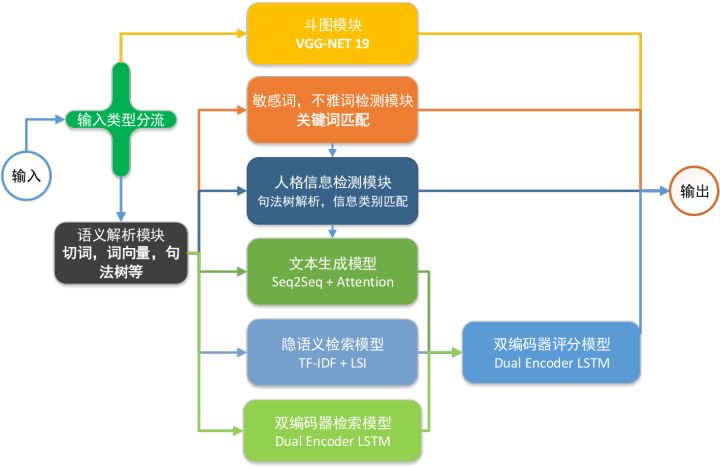 斗图模块
VGG-NET 19
输入类型分流
敏感词，不雅词检测模块
关键词匹配
输入
人格信息检测模块
句法树解析，信息类别匹配
输出
语义解析模块
切词，词向量，句
法树等
文本生成模型
Seq2Seq + Attention
隐语义检索模型
TF-IDF + LSI
双编码器评分模型
Dual Encoder LSTM
双编码器检索模型
Dual Encoder LSTM